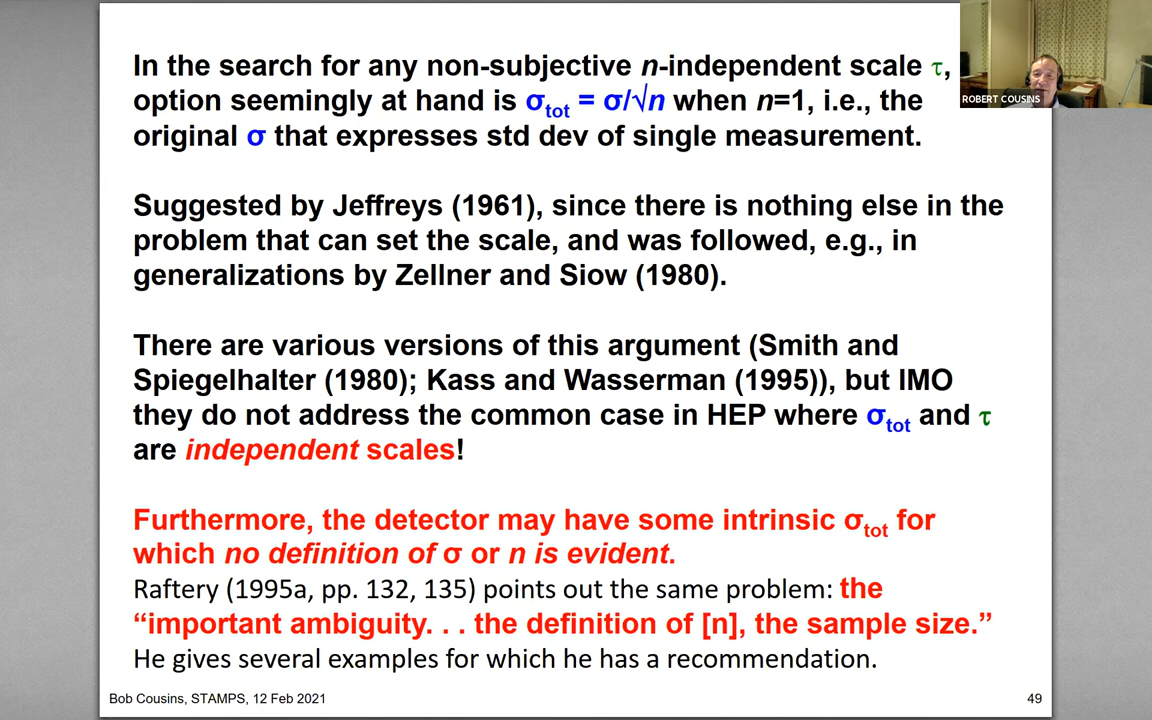 In the search for any non-subjective n-independent scale τ,
option seemingly at hand is σtot = σ/√n when n=1, i.e., the
original σ that expresses std dev of single measurement.
Suggested by Jeffreys (1961), since there is nothing else in the
problem that can set the scale, and was followed, e.g., in
generalizations by Zellner and Siow (1980).
There are various versions of this argument (Smith and
Spiegelhalter (1980); Kass and Wasserman (1995)), but IMO
they do not address the common case in HEP where σtot and τ
are independent scales!
Furthermore, the detector may have some intrinsic σtot for
which no definition of σ or n is evident.
Raftery (1995a, pp. 132, 135) points out the same problem: the
“important ambiguity. . . the definition of [n], the sample size.”
He gives several examples for which he has a recommendation.
Bob Cousins, STAMPS, 12 Feb 2021
49
ROBERT COUSINS